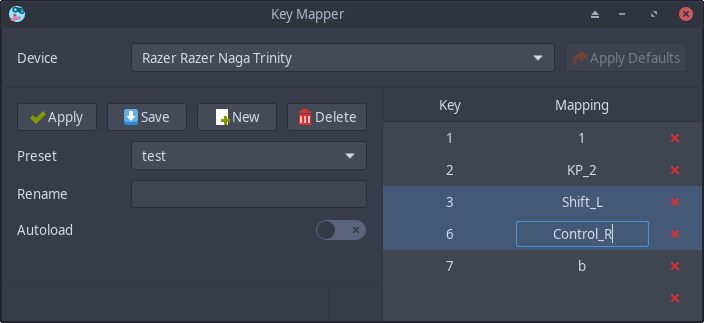 Key Mapper
Device
Razer Razer Naga Trinity
Apply Defaults
Apply
Save
New
Delete
Preset
test
Rename
Autoload
Key Mapping
1 1
2 KP_2
3 Shift_L
6 Control_R
7 b